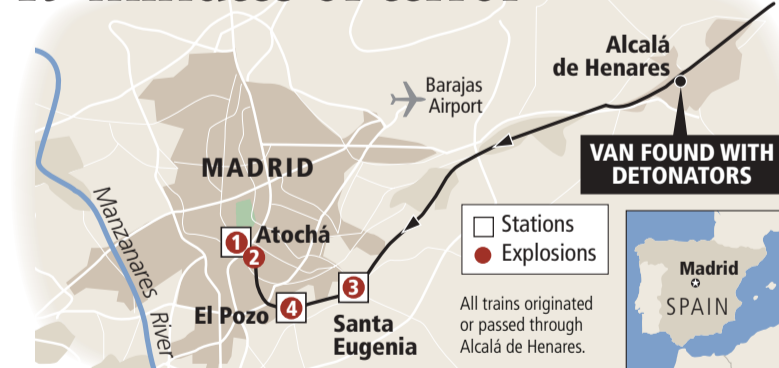 Alcalá
de Henares
Barajas
Airport
VAN FOUND WITH
DETONATORS
MADRID
Manzanares River
1
Atochá
2
Stations
Explosions
3
El Pozo
4
Santa
Eugenia
All trains originated
or passed through
Alcalá de Henares.
Madrid
SPAIN